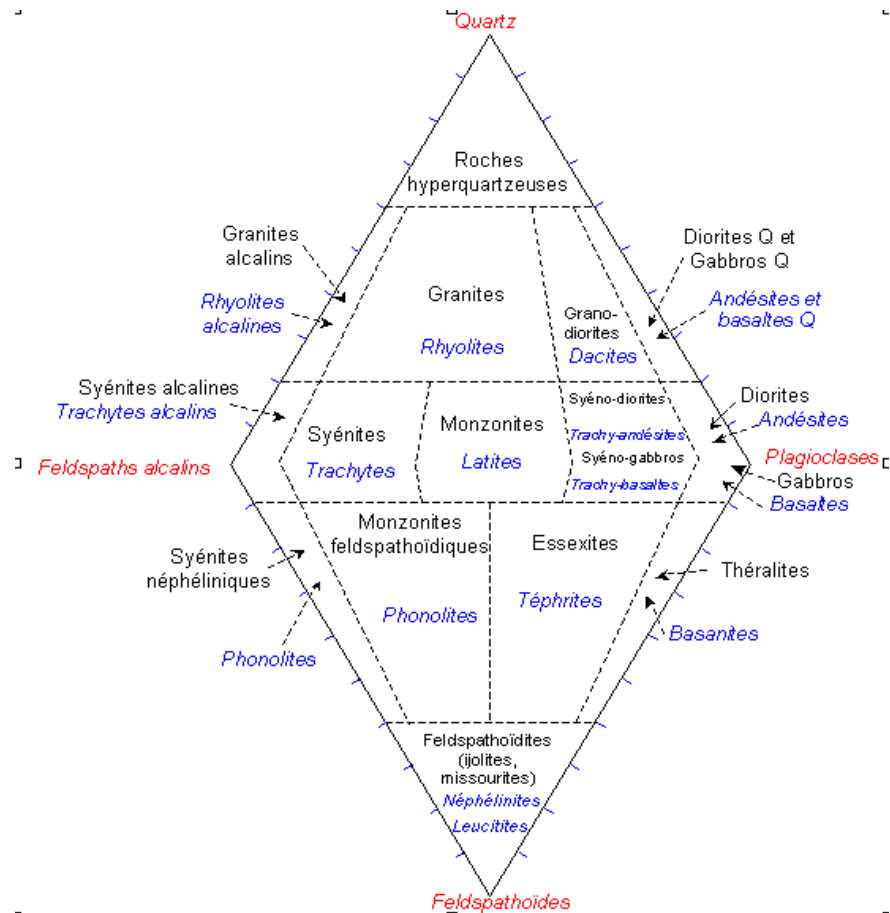 Quartz
Roches
hyperquartzeuses
Granites
alcalins
Rhyolites
alcalines
Granites
Rhyolites
Grano-
diorites
Dacites
Diorites Q et
Gabbros Q
Andésites et
basaltes Q
Syénites alcalines
Trachytes alcalins
Syénites
Trachytes
Monzonites
Latites
Syéno-diorites
Trachy-andésites
Syéno-gabbros
Trachy-basaltes
Diorites
Andésites
Feldspaths alcalins
Plagioclases
Gabbros
Basaltes
Syénites
néphéliniques
Phonolites
Monzonites
feldspathoïdiques
Phonolites
Essexites
Téphrites
Théralites
Basanites
Feldspathoïdites
(ijolites,
missourites)
Néphélinites
Leucitites
Feldspathoïdes